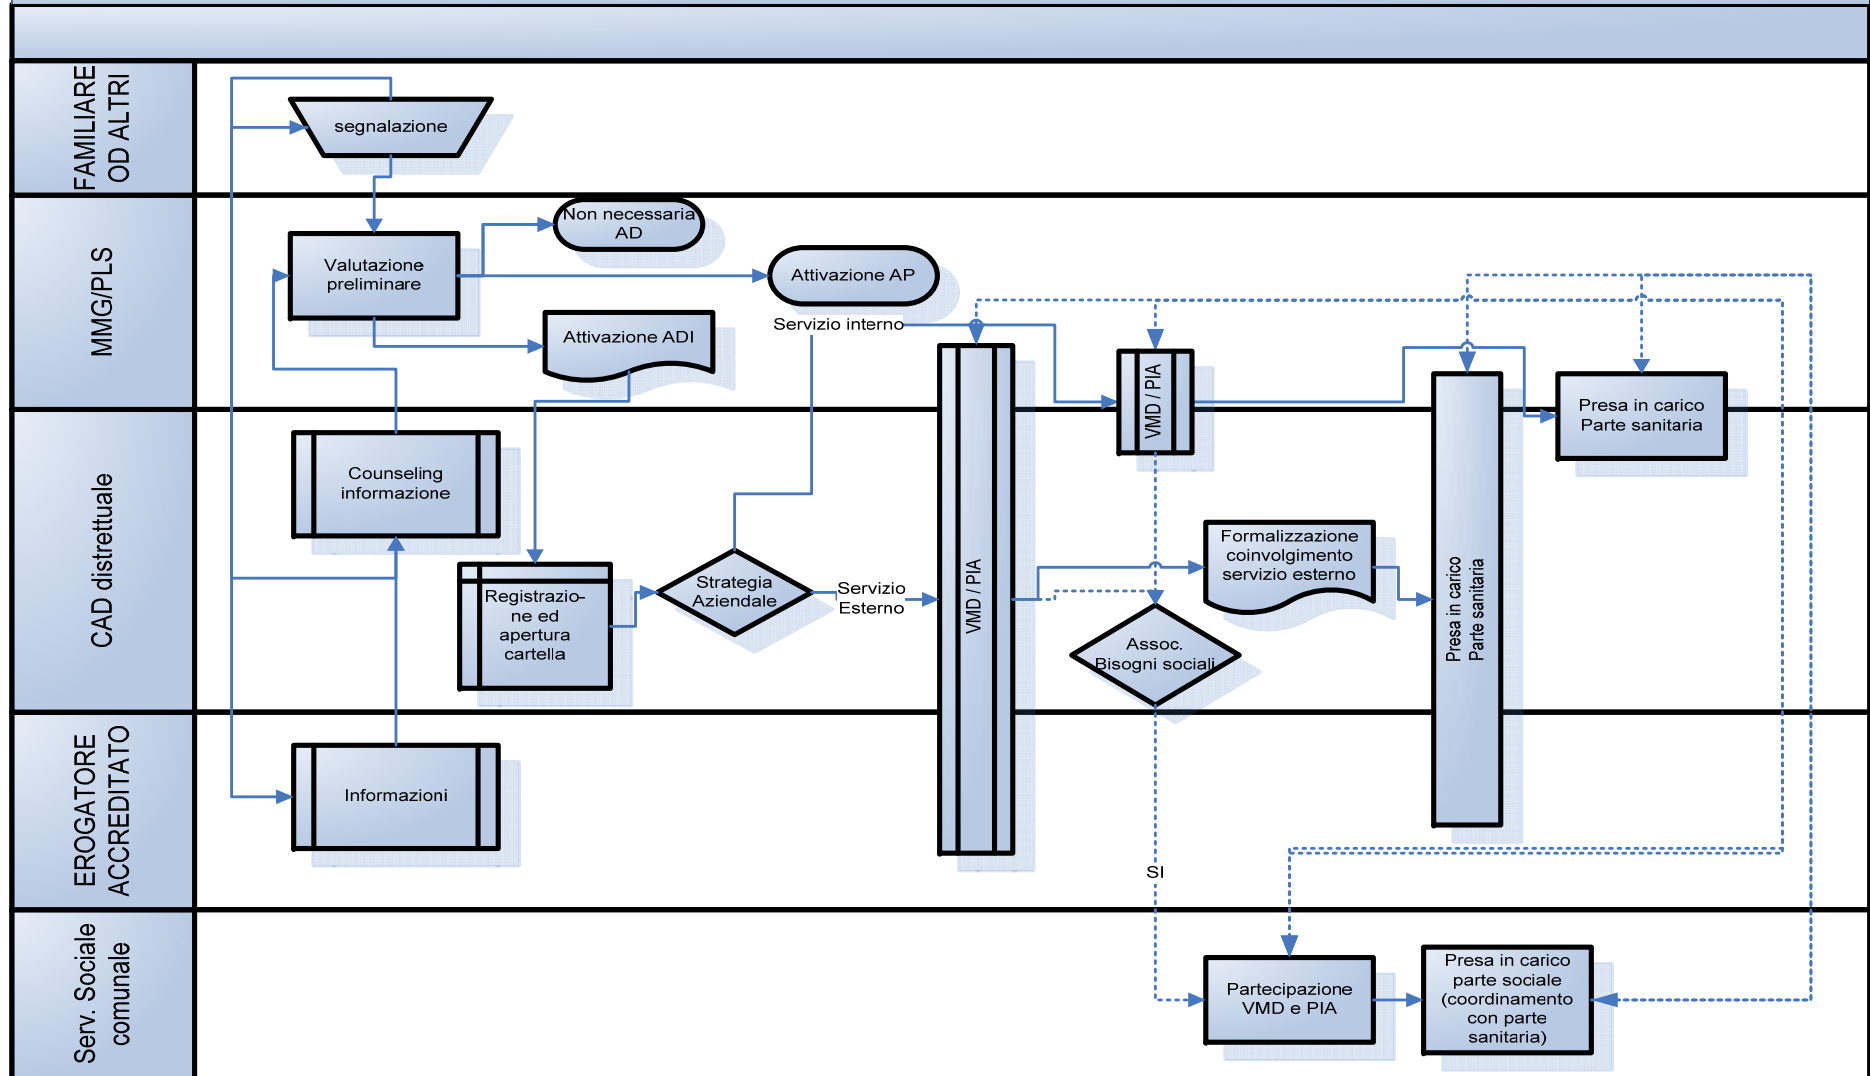 FAMILIARE
OD ALTRI
segnalazione
MMG/PLS
Non necessaria
AD
Valutazione
preliminare
Attivazione AP
Attivazione ADI
Servizio interno
VMD / PIA
Presa in carico
Parte sanitaria
CAD distrettuale
Counseling
informazione
Registrazio-
ne ed
apertura
cartella
Strategia
Aziendale
Servizio
Esterno
VMD / PIA
Formalizzazione
coinvolgimento
servizio esterno
Assoc.
Bisogni sociali
Presa in carico
Parte sanitaria
EROGATORE
ACCREDITATO
Informazioni
SI
Serv. Sociale
comunale
Partecipazione
VMD e PIA
Presa in carico
parte sociale
(coordinamento
con parte
sanitaria)